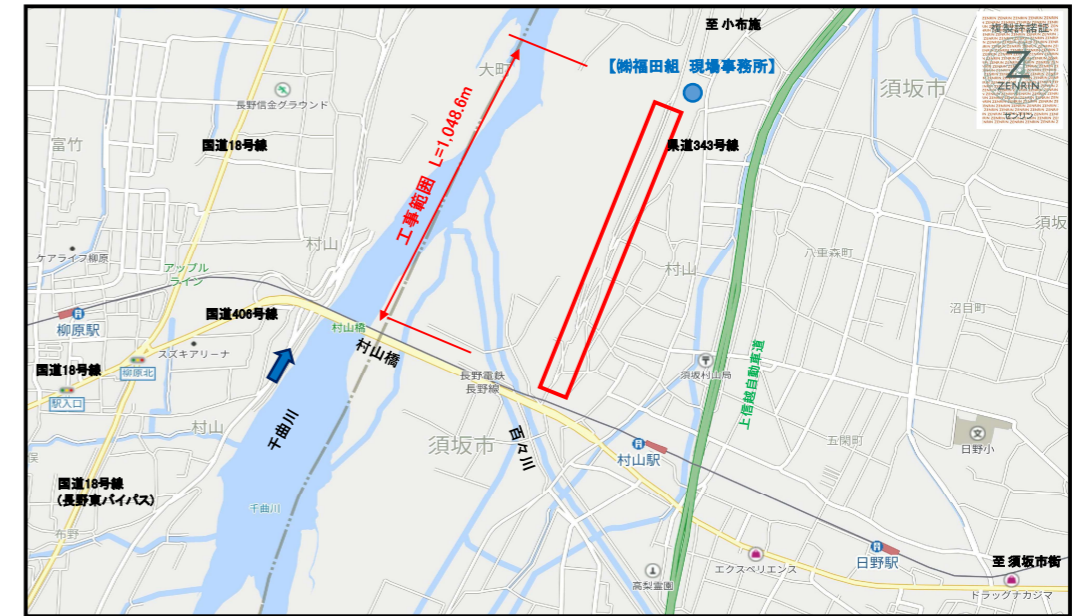 至 小布施
複製許諾証
Z
ZENRIN
ゼンリン
【㈱福田組 現場事務所】
大町
須坂市
長野信金グラウンド
富竹
国道18号線
工事範囲 L=1,048.6m
県道343号線
須坂
村山
ケアライフ柳原
アップル
ライン
村山
八重森町
沼目町
国道406号線
柳原駅
村山橋
村山橋
スズキアリーナ
国道18号線
柳原北
駅入口
長野電鉄
長野線
須坂村山局
上信越自動車道
千曲川
村山
須坂市
百々川
村山駅
五閑町
日野小
国道18号線
(長野東バイパス)
千曲川
布野
エクスペリエンス
日野駅
至 須坂市街
高梨霊園
ドラッグナカジマ